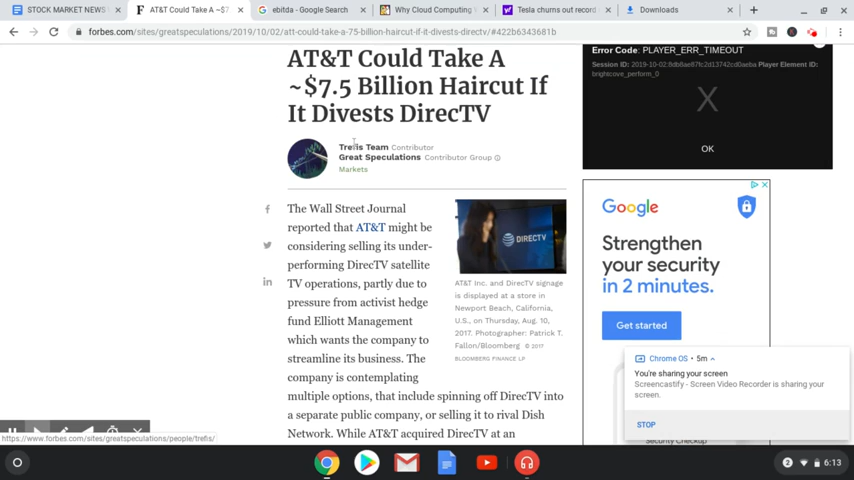 STOCK MARKET NEWS
AT&T Could Take A ~$7
ebitda - Google Search
Why Cloud Computing
Tesla churns out record
Downloads
forbes.com/sites/greatspeculations/2019/10/02/att-could-take-a-75-billion-haircut-if-it-divests-directv/#422b6343681b
AT&T Could Take A
~$7.5 Billion Haircut If
It Divests DirecTV
Trefis Team Contributor
Great Speculations Contributor Group
Markets
The Wall Street Journal
reported that AT&T might be
considering selling its under-
performing DirecTV satellite
TV operations, partly due to
pressure from activist hedge
fund Elliott Management
which wants the company to
streamline its business. The
company is contemplating
multiple options, that include spinning off DirecTV into
a separate public company, or selling it to rival Dish
Network. While AT&T acquired DirecTV at an
DIRECTV
AT&T Inc. and DirecTV signage
is displayed at a store in
Newport Beach, California,
U.S., on Thursday, Aug. 10,
2017. Photographer: Patrick T.
Fallon/Bloomberg © 2017
BLOOMBERG FINANCE LP
Error Code: PLAYER_ERR_TIMEOUT
Session ID: 2019-10-02:
Player Element ID:
brightcove_perform_0
X
OK
Google
Strengthen
your security
in 2 minutes.
Get started
Security Checkup
Chrome OS • 5m
You're sharing your screen
Screencastify - Screen Video Recorder is sharing your
screen.
STOP
https://www.forbes.com/sites/greatspeculations/people/trefis/
2
6:13